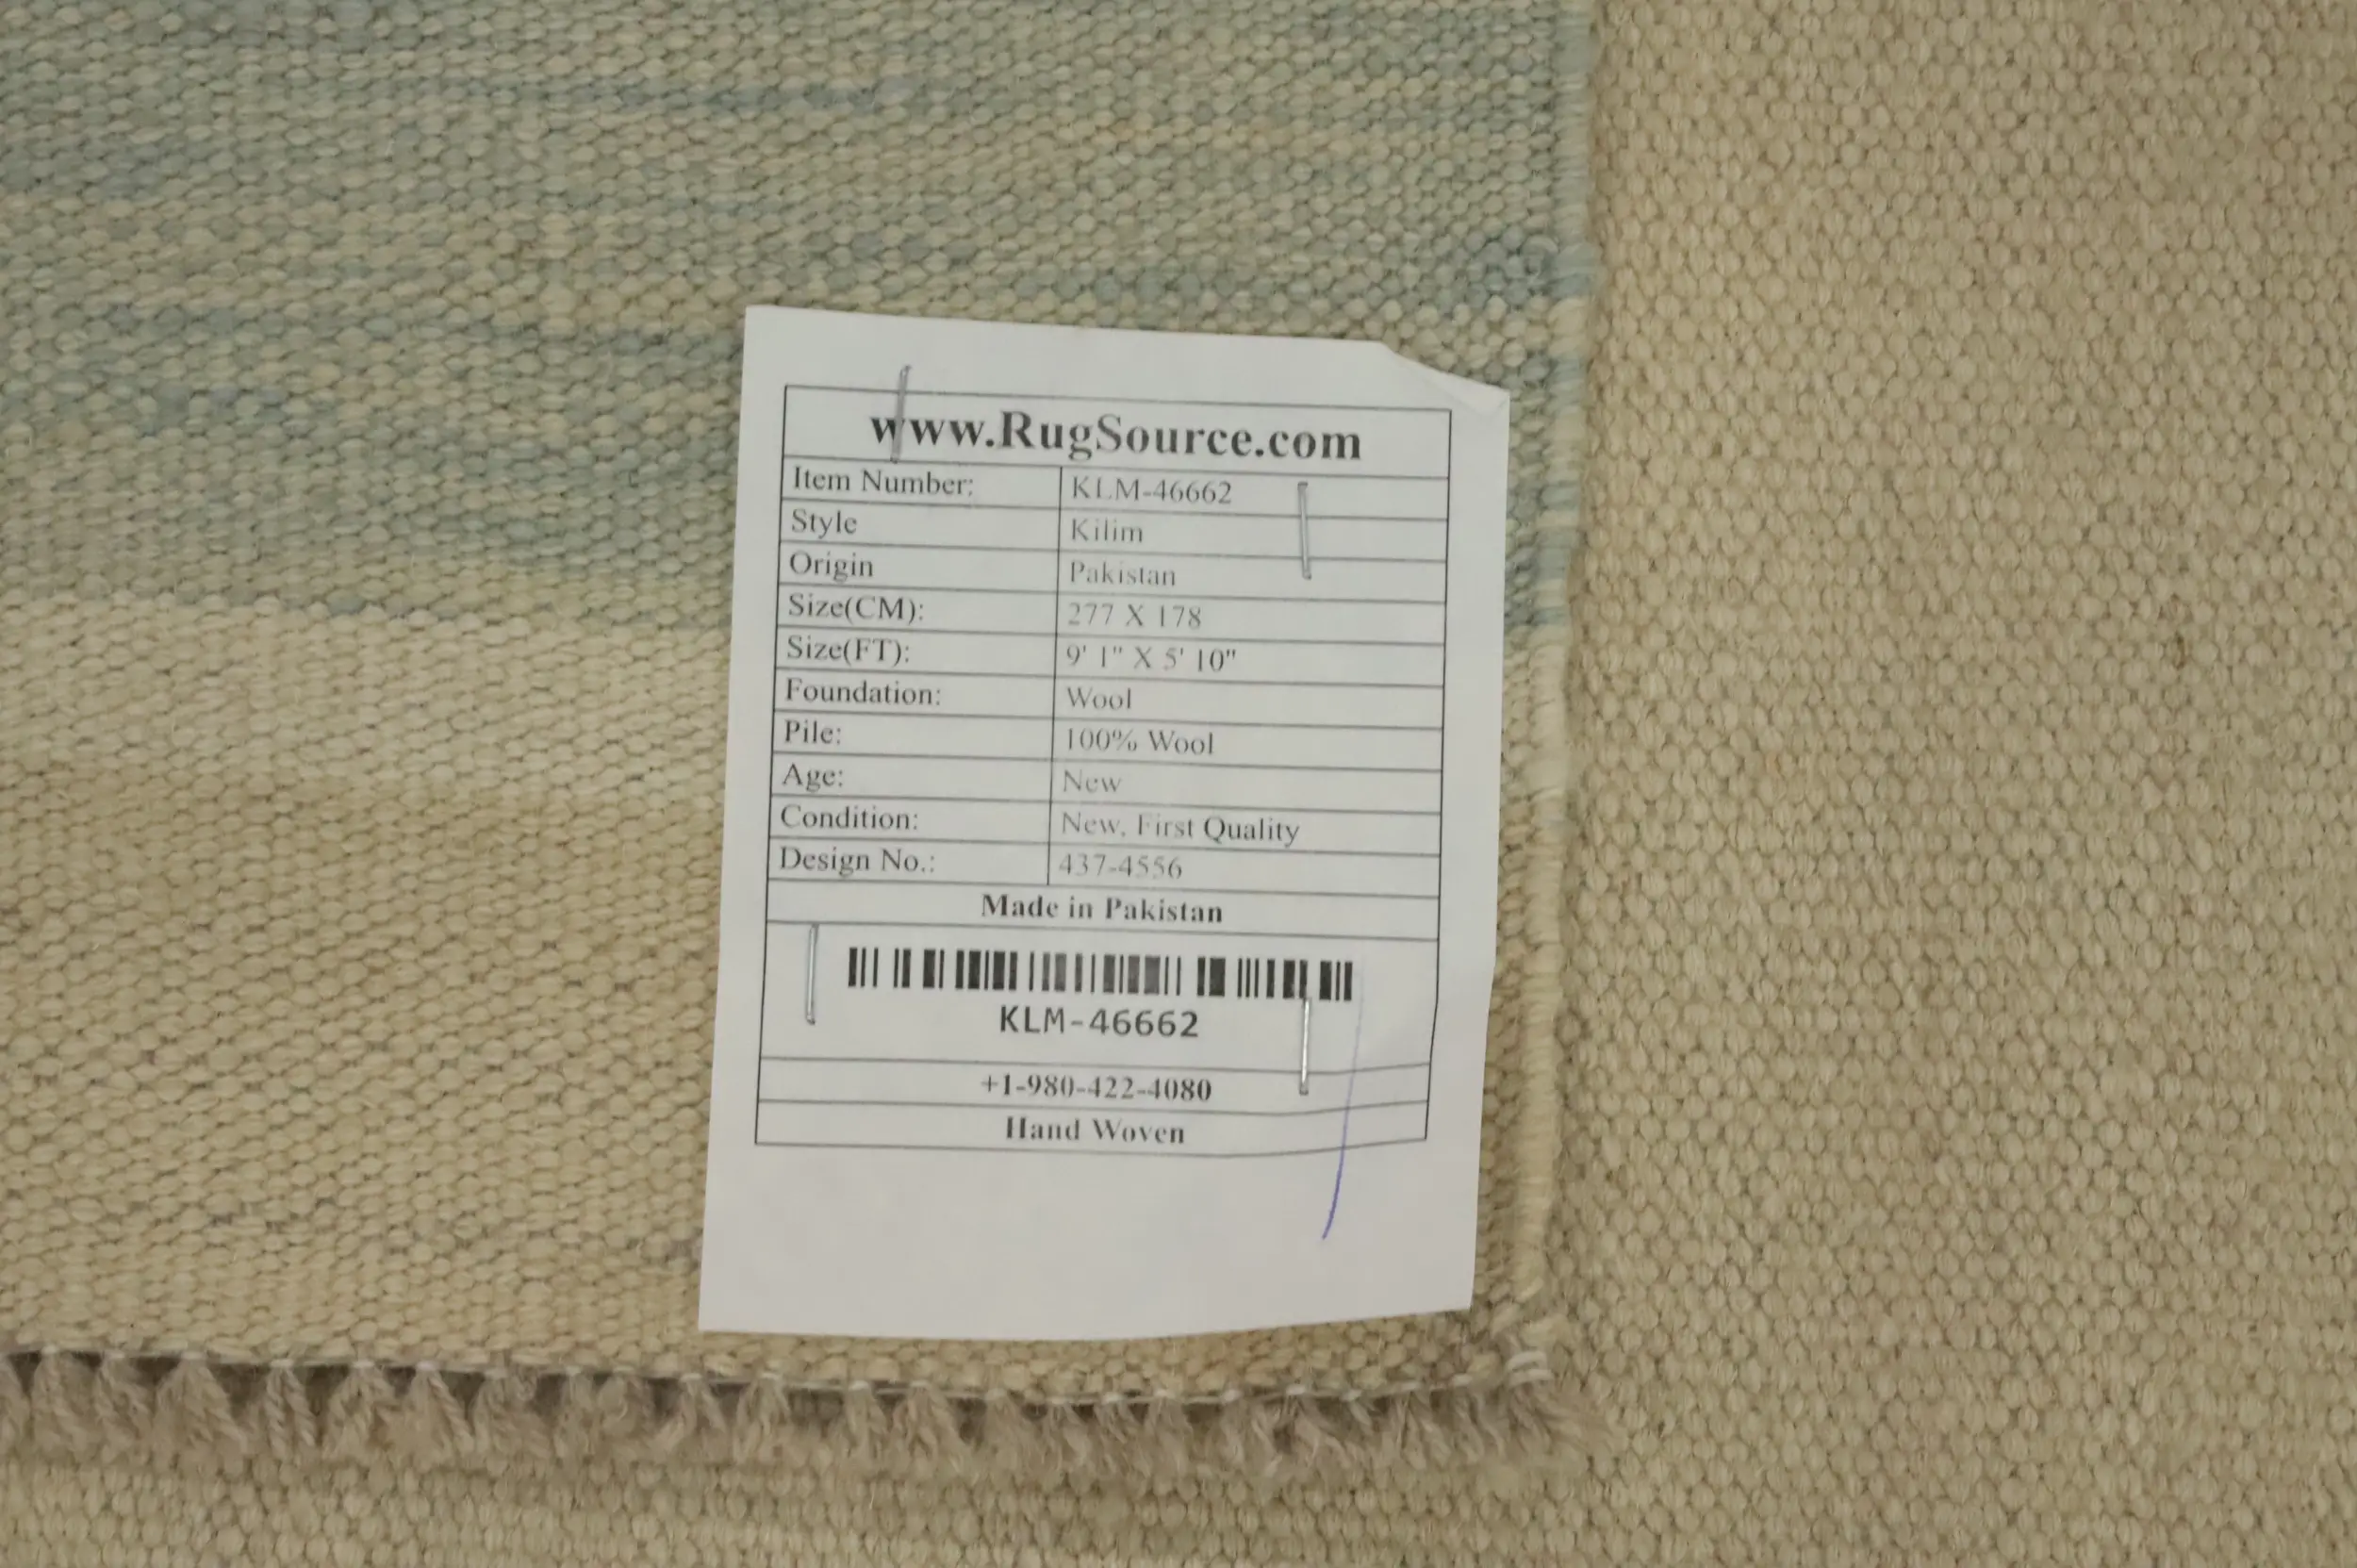 www.RugSource.com
Item Number: KLM-46662
Style Kilim
Origin Pakistan
Size(CM): 277 X 178
Size(FT): 9' 1" X 5' 10"
Foundation: Wool
Pile: 100% Wool
Age: New
Condition: New, First Quality
Design No.: 437-4556
Made in Pakistan
KLM-46662
+1-980-422-4080
Hand Woven